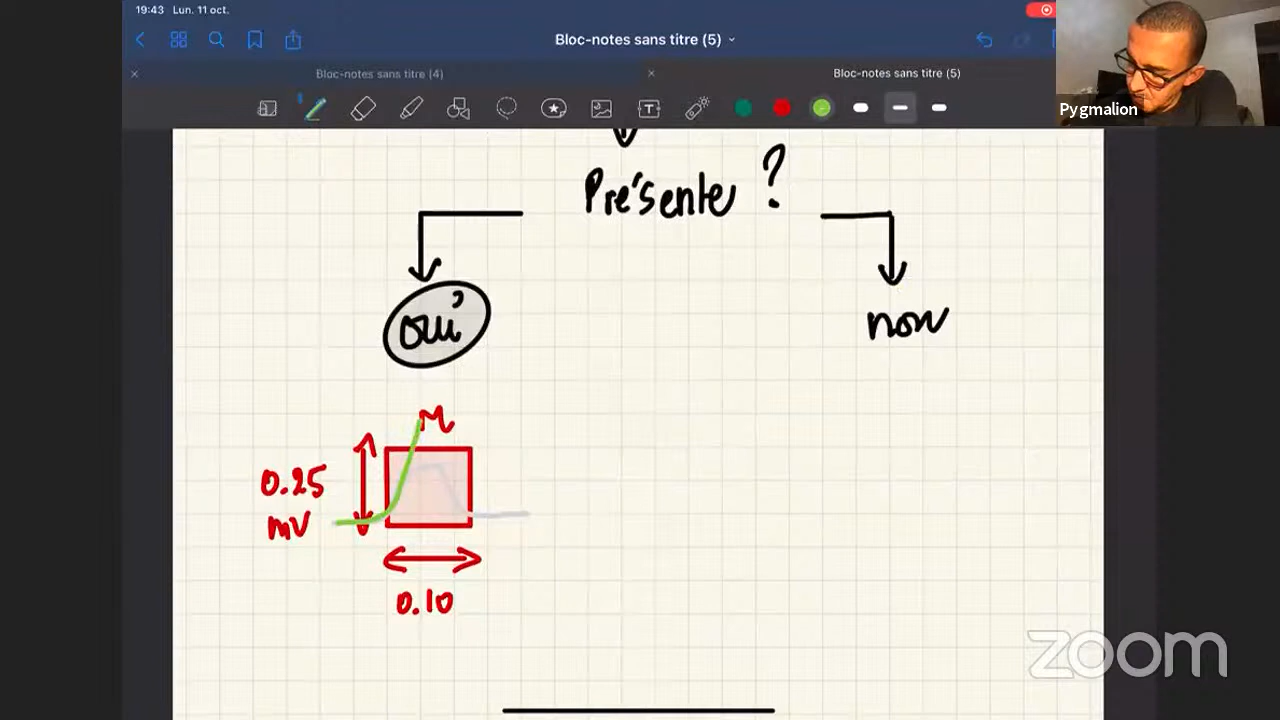 19:43 Lun. 11 oct.
Bloc-notes sans titre (5)
Bloc-notes sans titre (4)
Bloc-notes sans titre (5)
Pygmalion
Présente ?
oui
non
M
0.25
mV
0.10
zoom